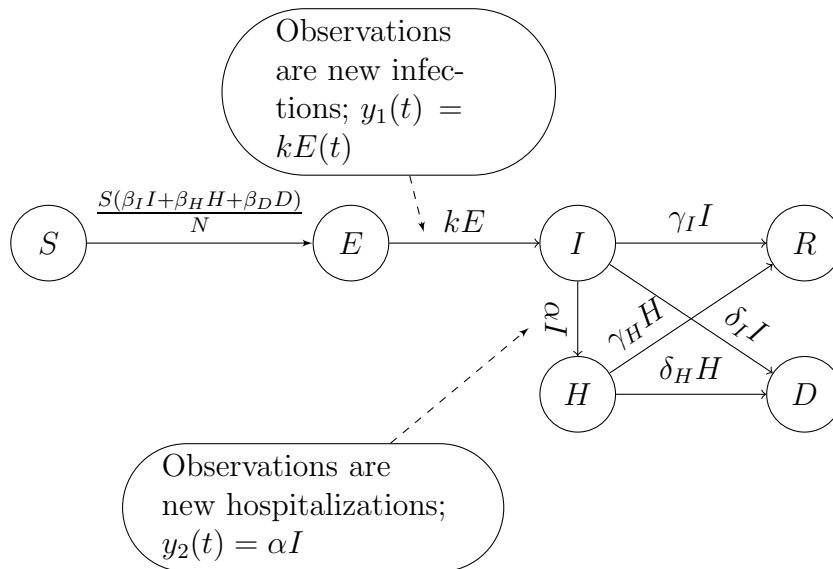 Observations
are new infec-
tions; y₁(t) =
kE(t)
S(β_I I+β_H H+β_D D)
N
S
E
kE
I
γ_I I
R
αI
γ_H H
δ_I I
H
δ_H H
D
Observations are
new hospitalizations;
y₂(t) = αI